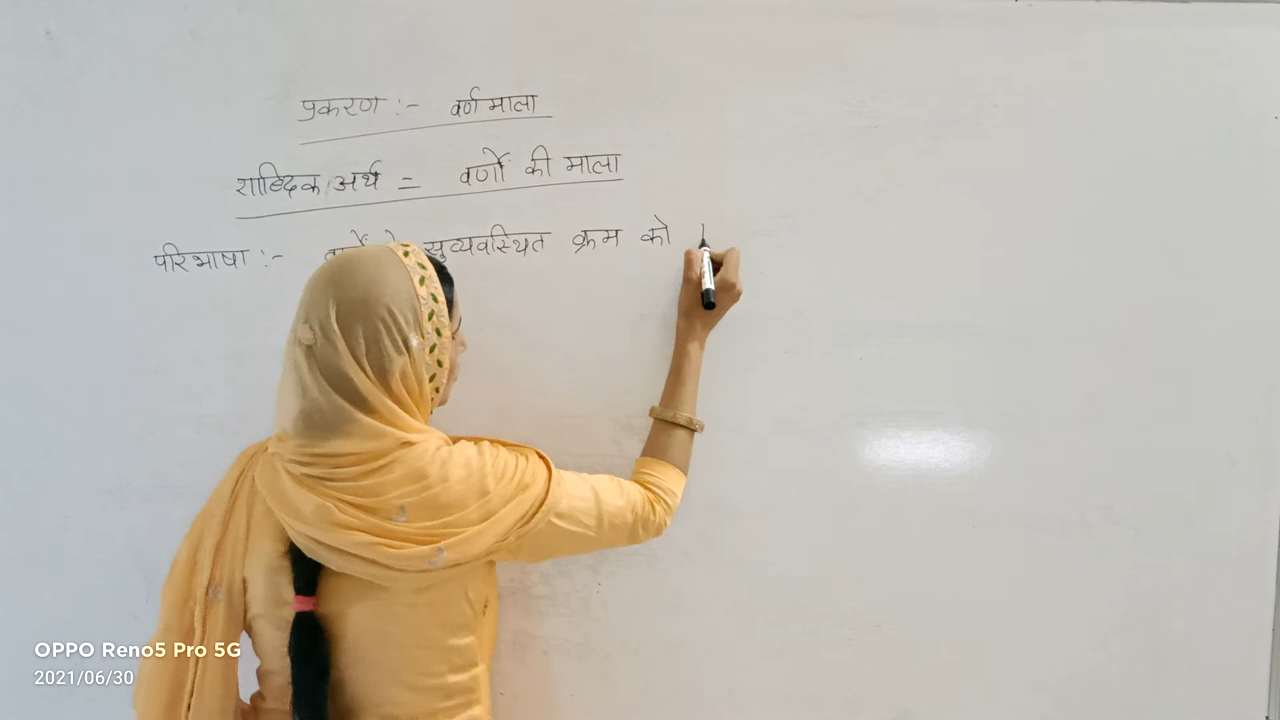 प्रकरण :- वर्णमाला
शाब्दिक अर्थ = वर्णों की माला
परिभाषा :- सुव्यवस्थित क्रम को
OPPO Reno5 Pro 5G
2021/06/30